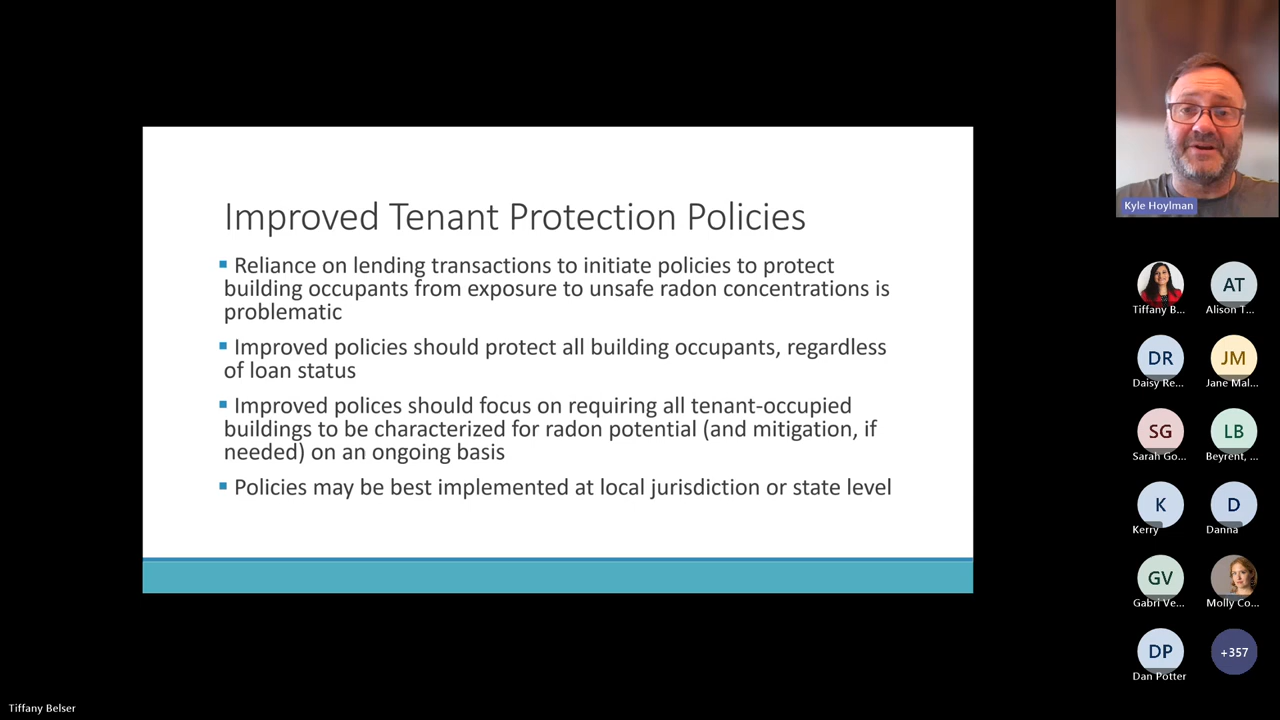 Improved Tenant Protection Policies
▪ Reliance on lending transactions to initiate policies to protect
building occupants from exposure to unsafe radon concentrations is
problematic
▪ Improved policies should protect all building occupants, regardless
of loan status
▪ Improved polices should focus on requiring all tenant-occupied
buildings to be characterized for radon potential (and mitigation, if
needed) on an ongoing basis
▪ Policies may be best implemented at local jurisdiction or state level
Kyle Hoylman
Tiffany B...
AT
Alison T...
DR
Daisy Re...
JM
Jane Mal...
SG
Sarah Go...
LB
Beyrent, ...
K
Kerry
D
Danna
GV
Gabri Ve...
Molly Co...
DP
Dan Potter
+357
Tiffany Belser